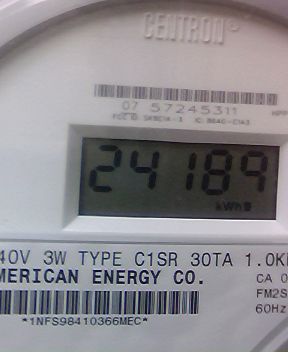 CENTRON®
07 57245311
24189
kWh
40V 3W TYPE C1SR 30TA 1.0K
MERICAN ENERGY CO.
CA 0
FM2S
60Hz
*1NFS98410366MEC*